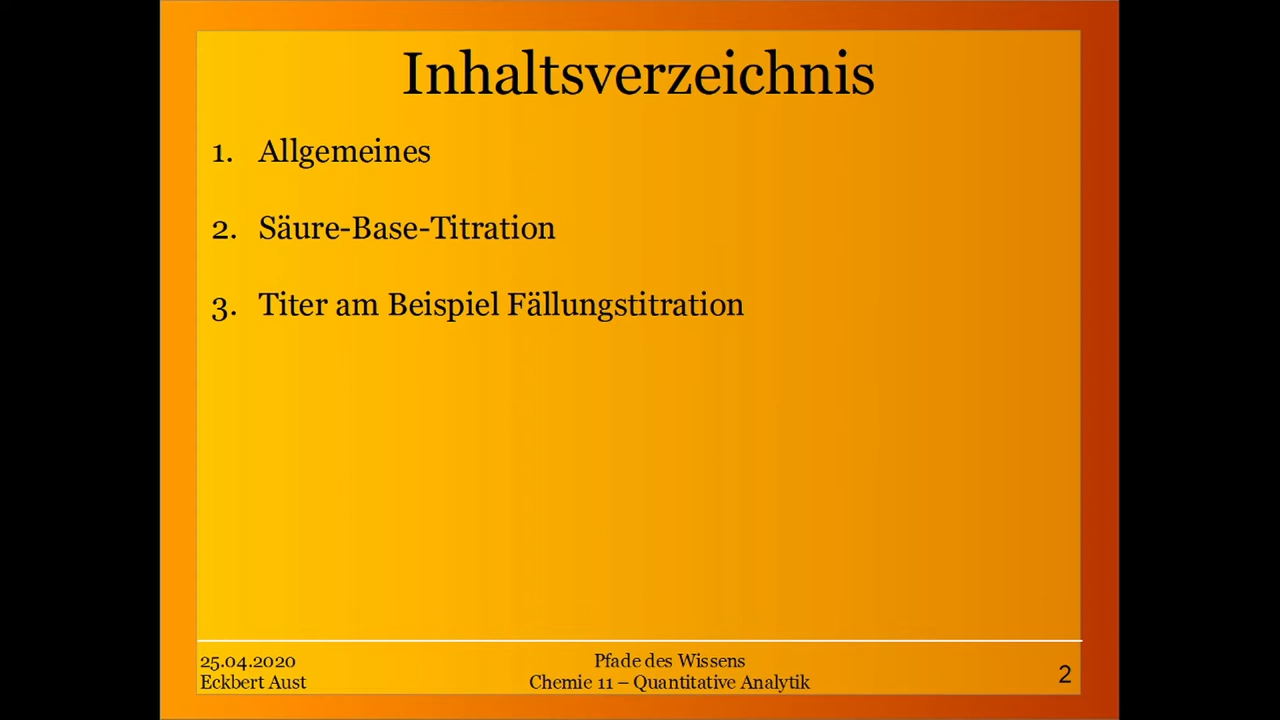 Inhaltsverzeichnis
1. Allgemeines
2. Säure-Base-Titration
3. Titer am Beispiel Fällungstitration
25.04.2020
Eckbert Aust
Pfade des Wissens
Chemie 11 – Quantitative Analytik
2